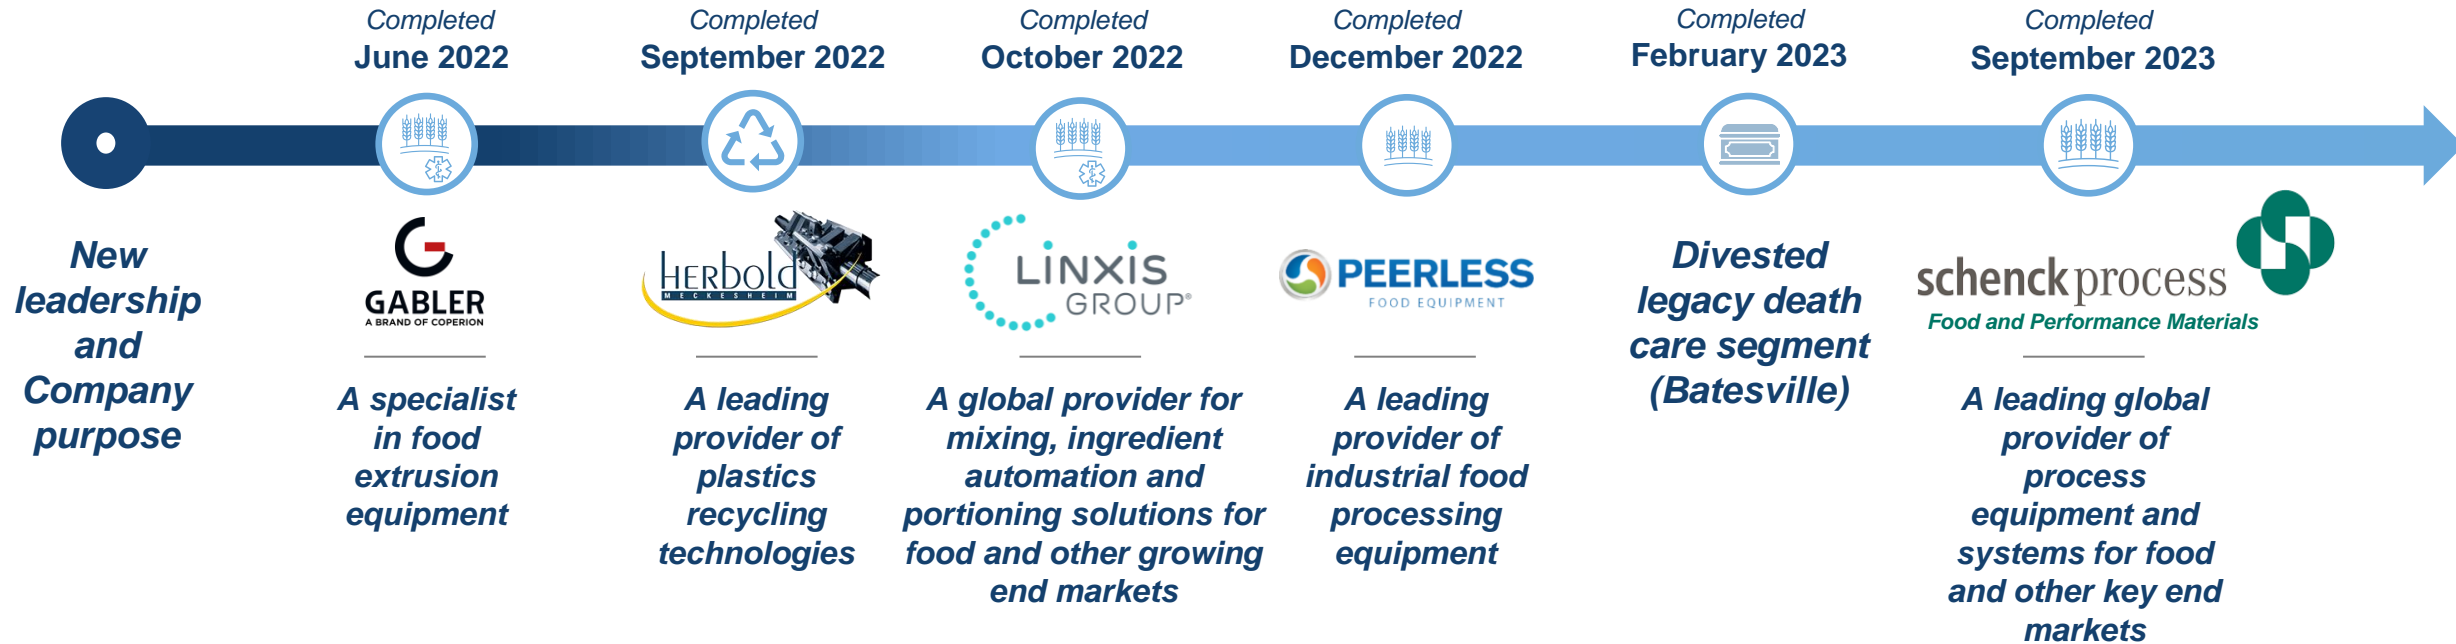 Completed
June 2022
Completed
September 2022
Completed
October 2022
Completed
December 2022
Completed
February 2023
Completed
September 2023
New
leadership
and
Company
purpose
GABLER
A BRAND OF COPERION
A specialist
in food
extrusion
equipment
HERBOLD
MECKESHEIM
A leading
provider of
plastics
recycling
technologies
LINXIS
GROUP®
A global provider for
mixing, ingredient
automation and
portioning solutions for
food and other growing
end markets
PEERLESS
FOOD EQUIPMENT
A leading
provider of
industrial food
processing
equipment
Divested
legacy death
care segment
(Batesville)
schenck process
Food and Performance Materials
A leading global
provider of
process
equipment and
systems for food
and other key end
markets